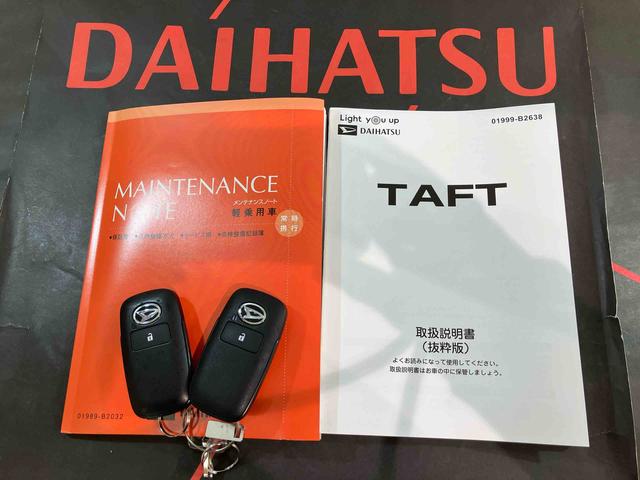 DAIHATSU
MAINTENANCE
NOTE
メンテナンスノート
軽乗用車
常時
携行
01989-B2032
Light you up
DAIHATSU
01999-B2638
TAFT
取扱説明書
（抜粋版）
よくお読みになって使用してください。
取扱説明書はお車の中に保管しましょう。